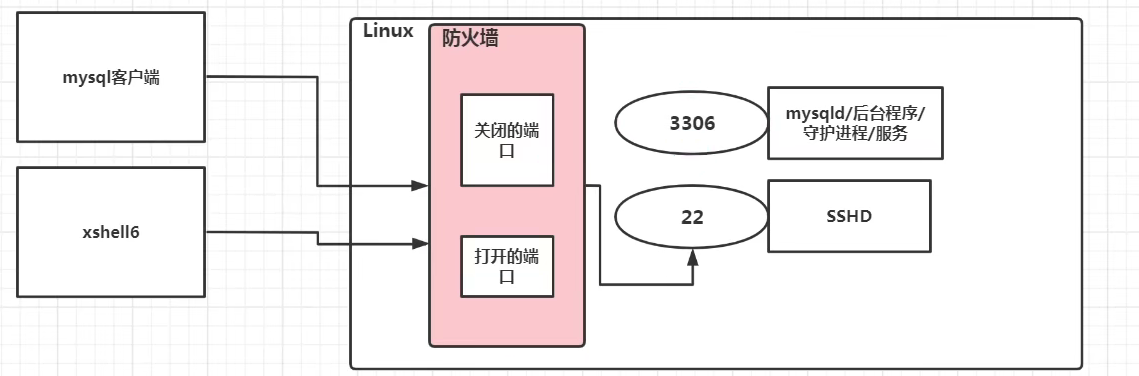 mysql客户端
xshell6
Linux
防火墙
关闭的端
口
打开的端
口
3306
mysqld/后台程序/
守护进程/服务
22
SSHD